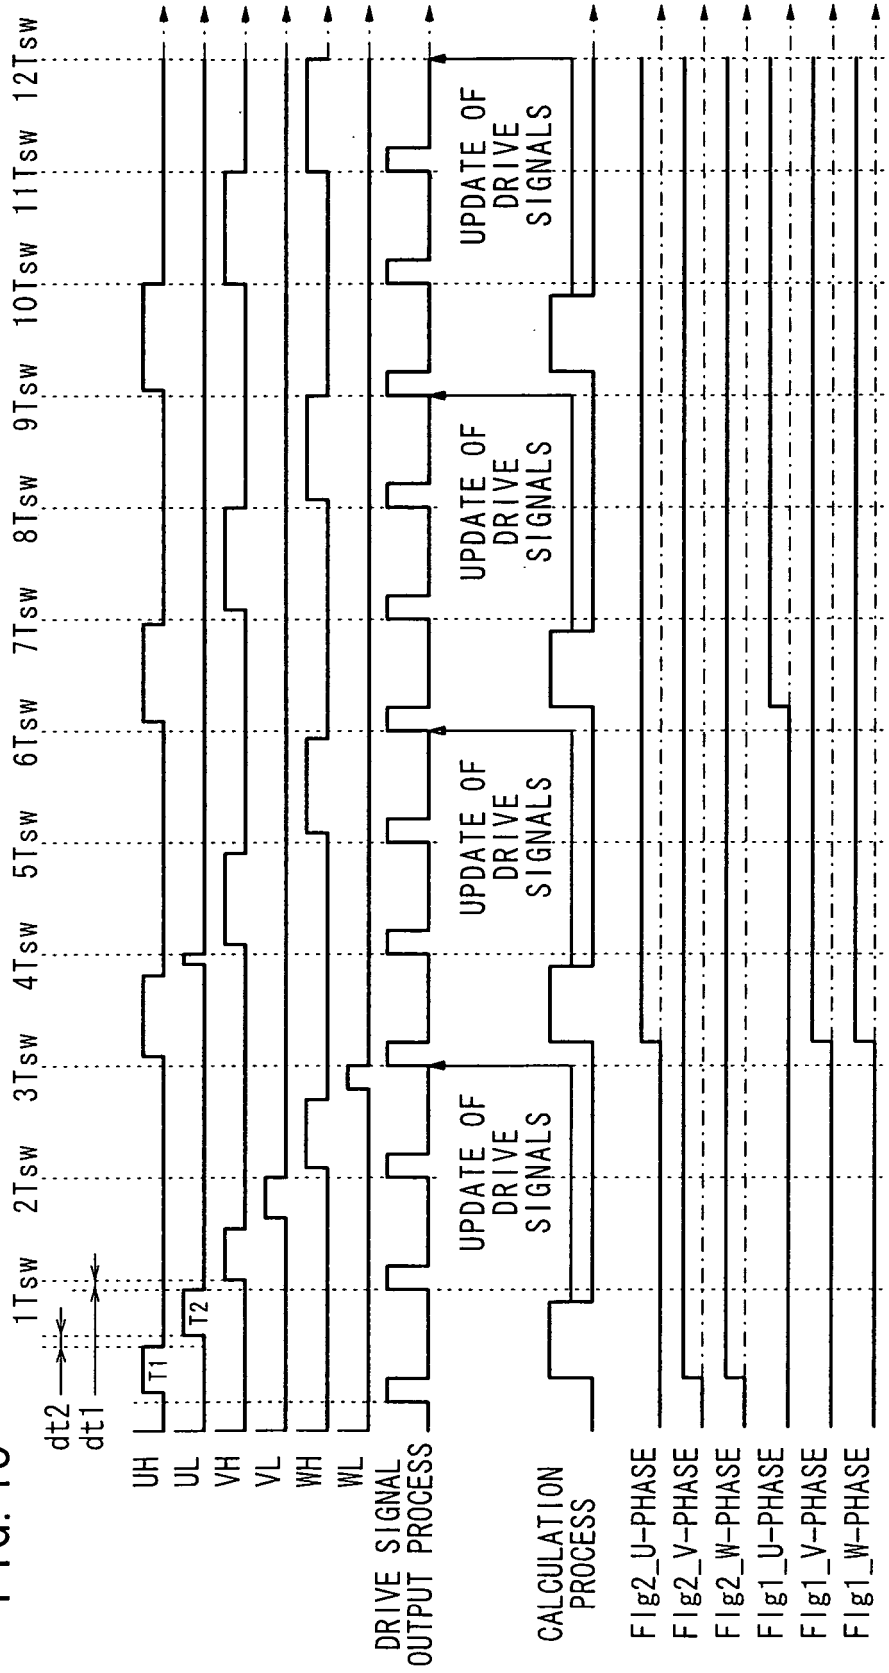 dt2
dt1
1Tsw
2Tsw
3Tsw
4Tsw
5Tsw
6Tsw
7Tsw
8Tsw
9Tsw
10Tsw
11Tsw
12Tsw
UH
T1
UL
T2
VH
VL
WH
WL
DRIVE SIGNAL
OUTPUT PROCESS
UPDATE OF
DRIVE
SIGNALS
UPDATE OF
DRIVE
SIGNALS
UPDATE OF
DRIVE
SIGNALS
UPDATE OF
DRIVE
SIGNALS
CALCULATION
PROCESS
Flg2_U-PHASE
Flg2_V-PHASE
Flg2_W-PHASE
Flg1_U-PHASE
Flg1_V-PHASE
Flg1_W-PHASE